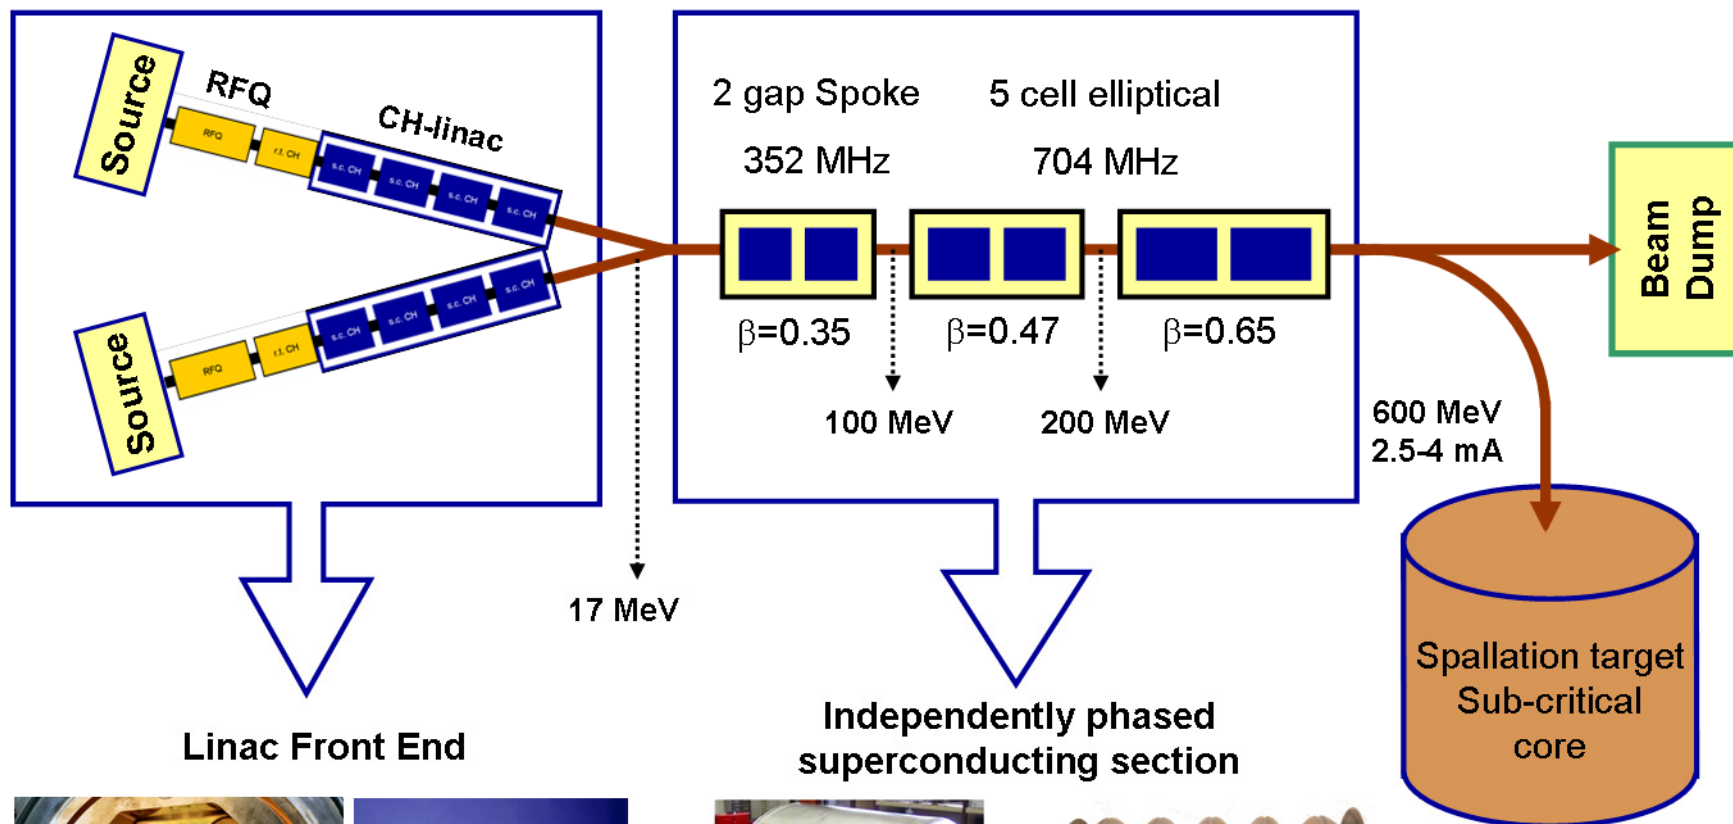 Source
RFQ
CH-linac
RFQ
r.t. CH
s.c. CH
s.c. CH
s.c. CH
s.c. CH
Source
RFQ
r.t. CH
s.c. CH
s.c. CH
s.c. CH
s.c. CH
17 MeV
Linac Front End
2 gap Spoke
352 MHz
5 cell elliptical
704 MHz
β=0.35
β=0.47
β=0.65
100 MeV
200 MeV
Independently phased
superconducting section
Beam
Dump
600 MeV
2.5-4 mA
Spallation target
Sub-critical
core